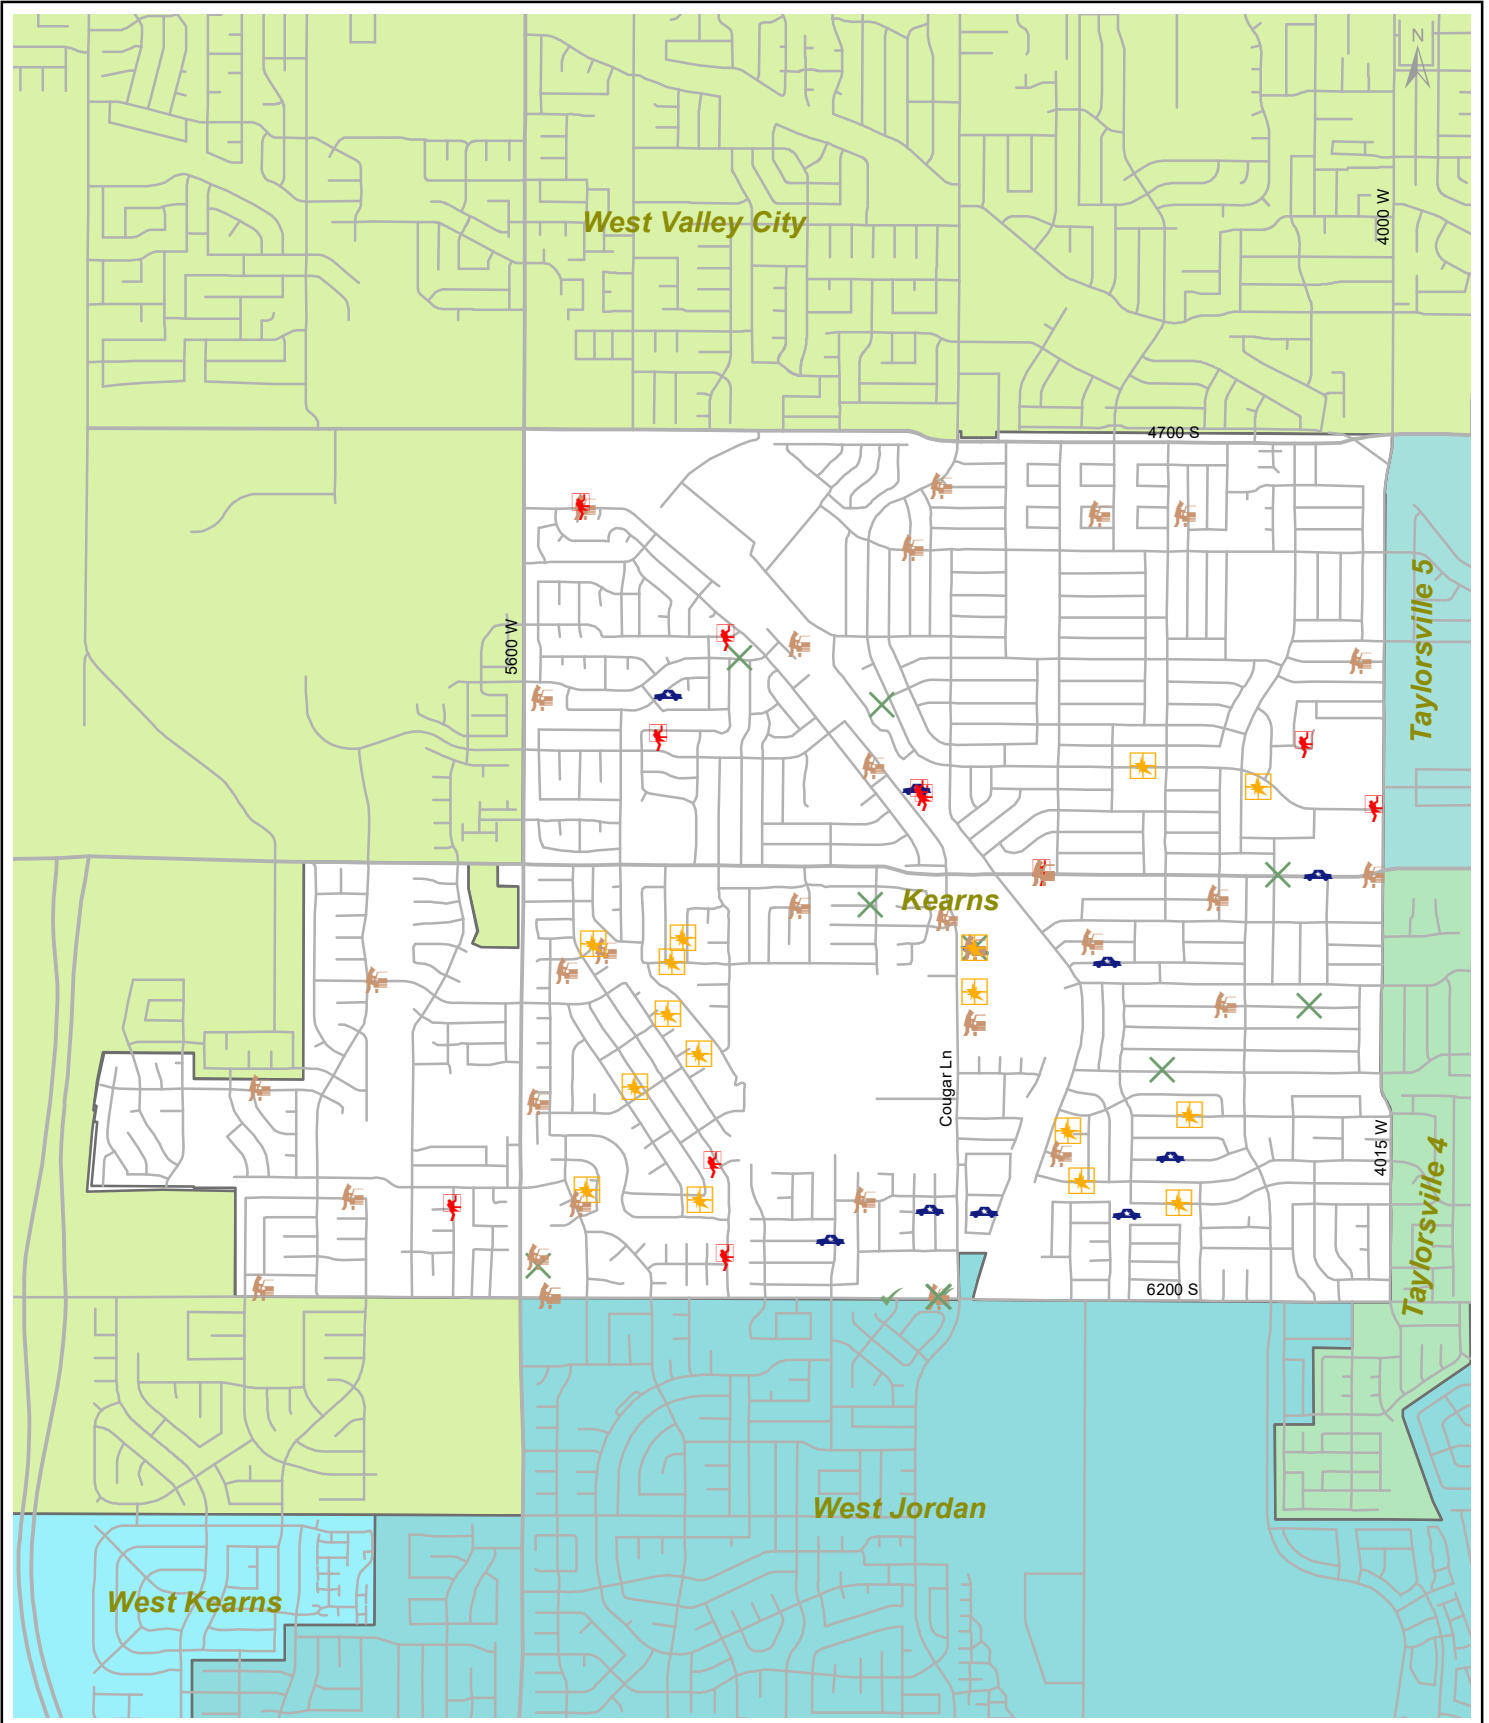 N
West Valley City
4000 W
4700 S
Taylorsville 5
5600 W
Kearns
Cougar Ln
4015 W
Taylorsville 4
6200 S
West Jordan
West Kearns